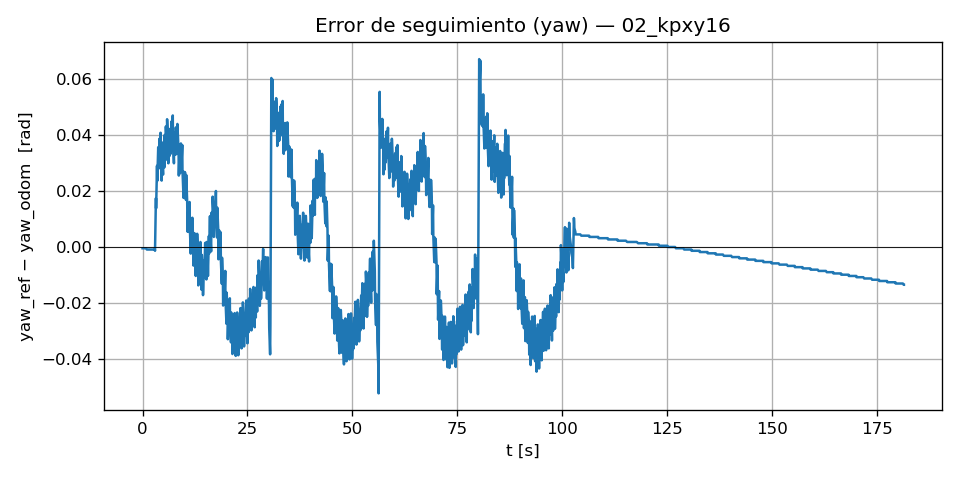 Error de seguimiento (yaw) — 02_kpxy16
yaw_ref − yaw_odom [rad]
0.06
0.04
0.02
0.00
−0.02
−0.04
0 25 50 75 100 125 150 175
t [s]